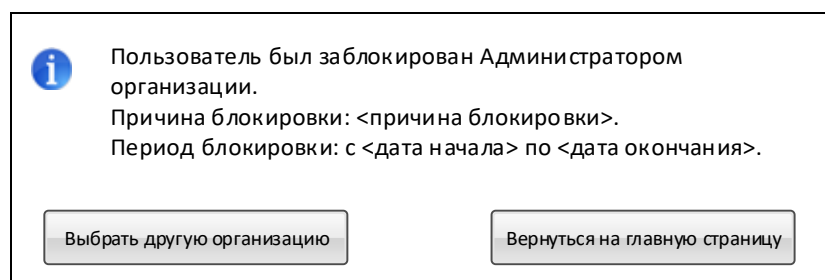 Пользователь был заблокирован Администратором
организации.
Причина блокировки: <причина блокировки>.
Период блокировки: с <дата начала> по <дата окончания>.
Выбрать другую организацию
Вернуться на главную страницу